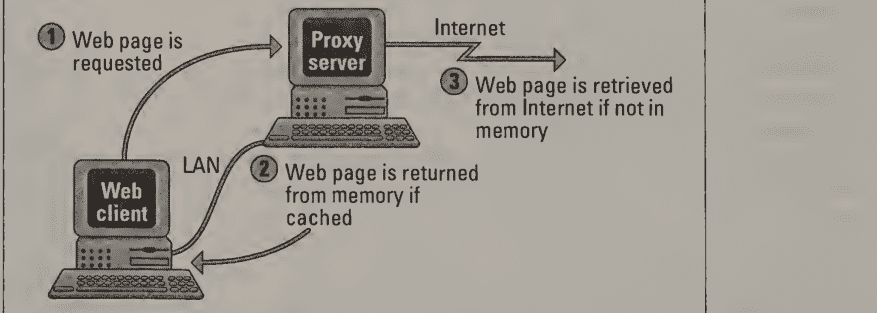 1 Web page is
requested
Proxy
server
Internet
3 Web page is retrieved
from Internet if not in
memory
LAN
2 Web page is returned
from memory if
cached
Web
client